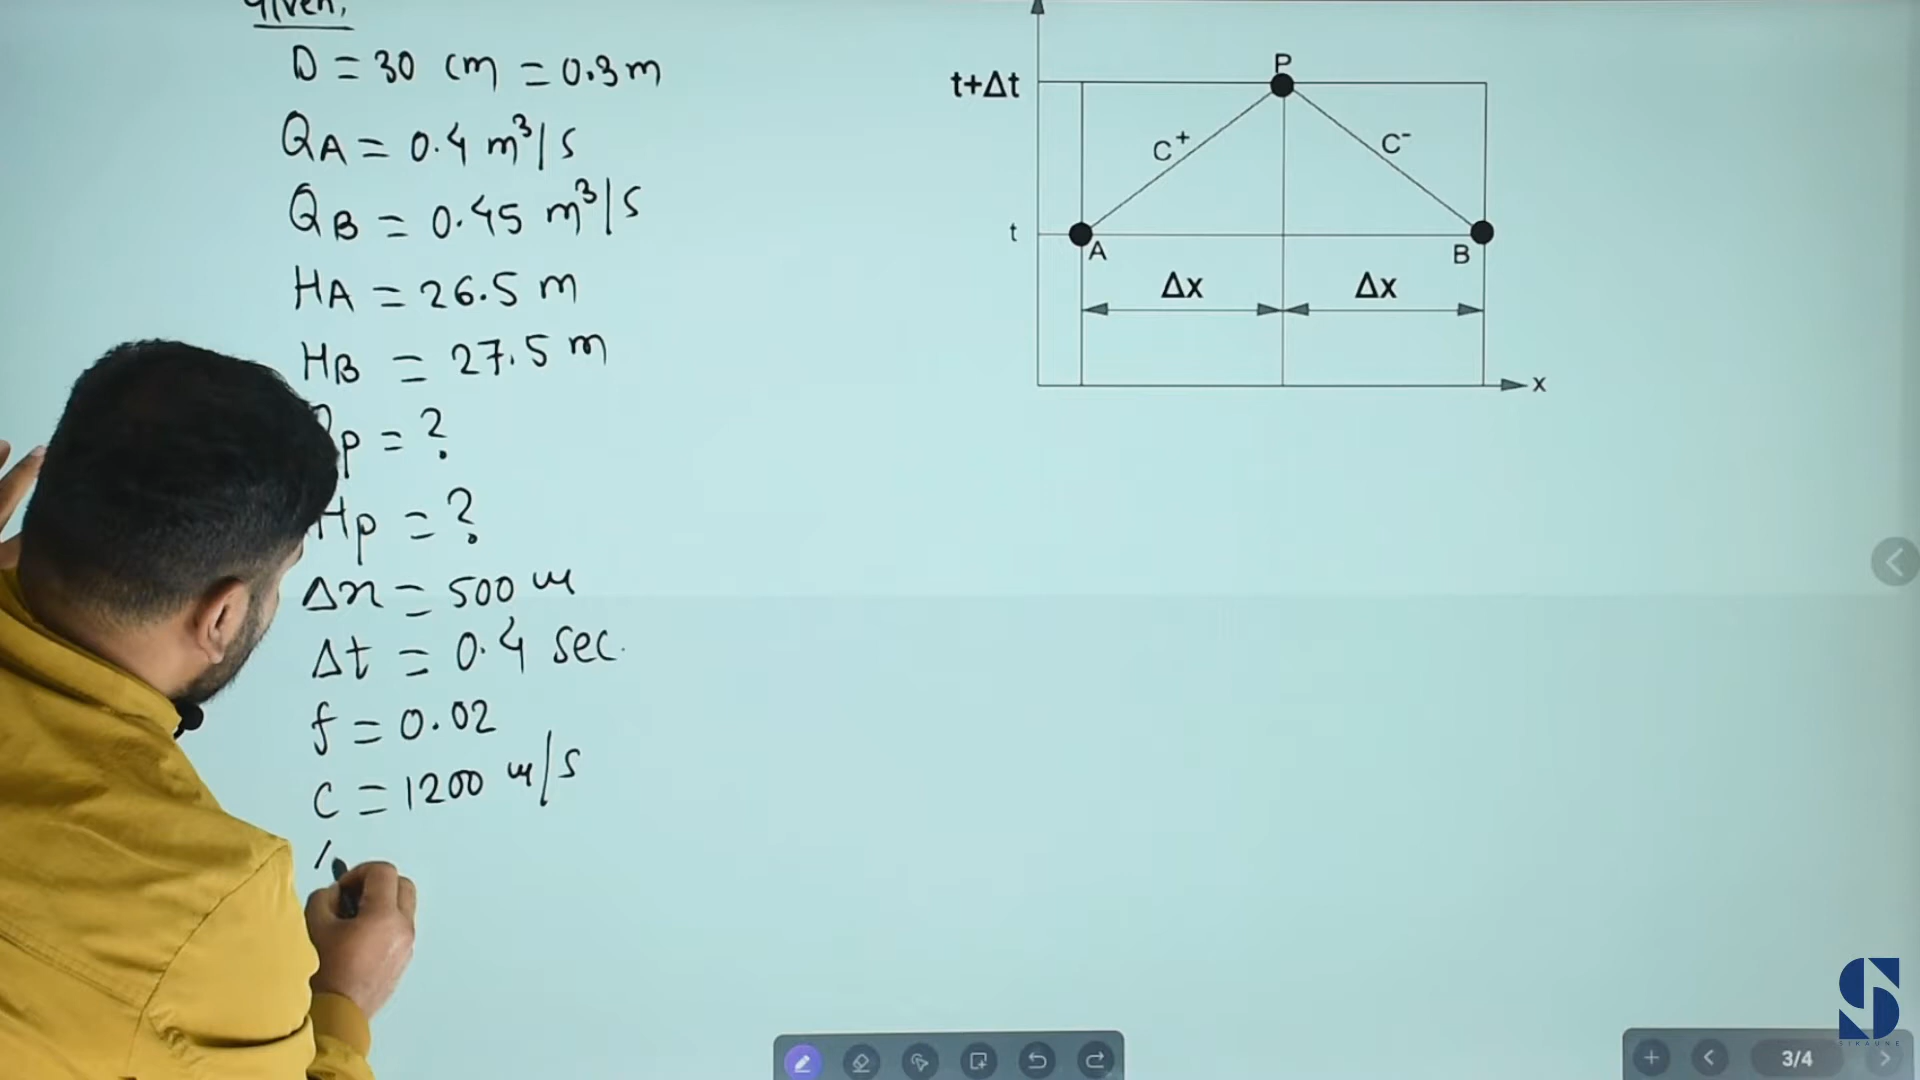 Given,
D = 30 cm = 0.3 m
QA = 0.4 m³/s
QB = 0.45 m³/s
HA = 26.5 m
HB = 27.5 m
p = ?
Hp = ?
Δx = 500 m
Δt = 0.4 sec.
f = 0.02
C = 1200 m/s
P
t+Δt
C⁺
C⁻
t
A
B
Δx
Δx
x
3/4